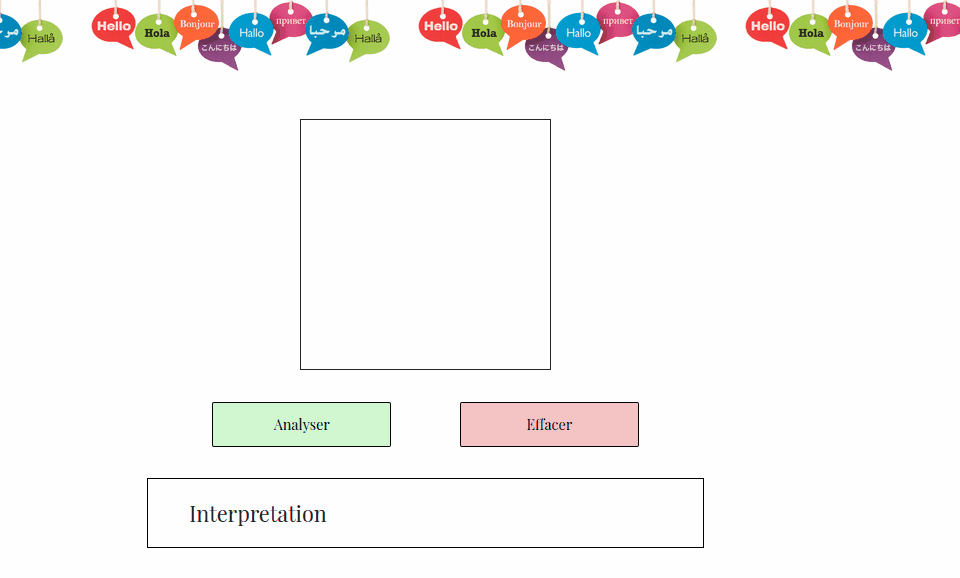 مرحبا Hallå Hello Hola Bonjour こんにちは Hallo привет مرحبا Hallå Hello Hola Bonjour こんにちは Hallo привет مرحبا Hallå Hello Hola Bonjour こんにちは Hallo привет
Analyser Effacer
Interpretation